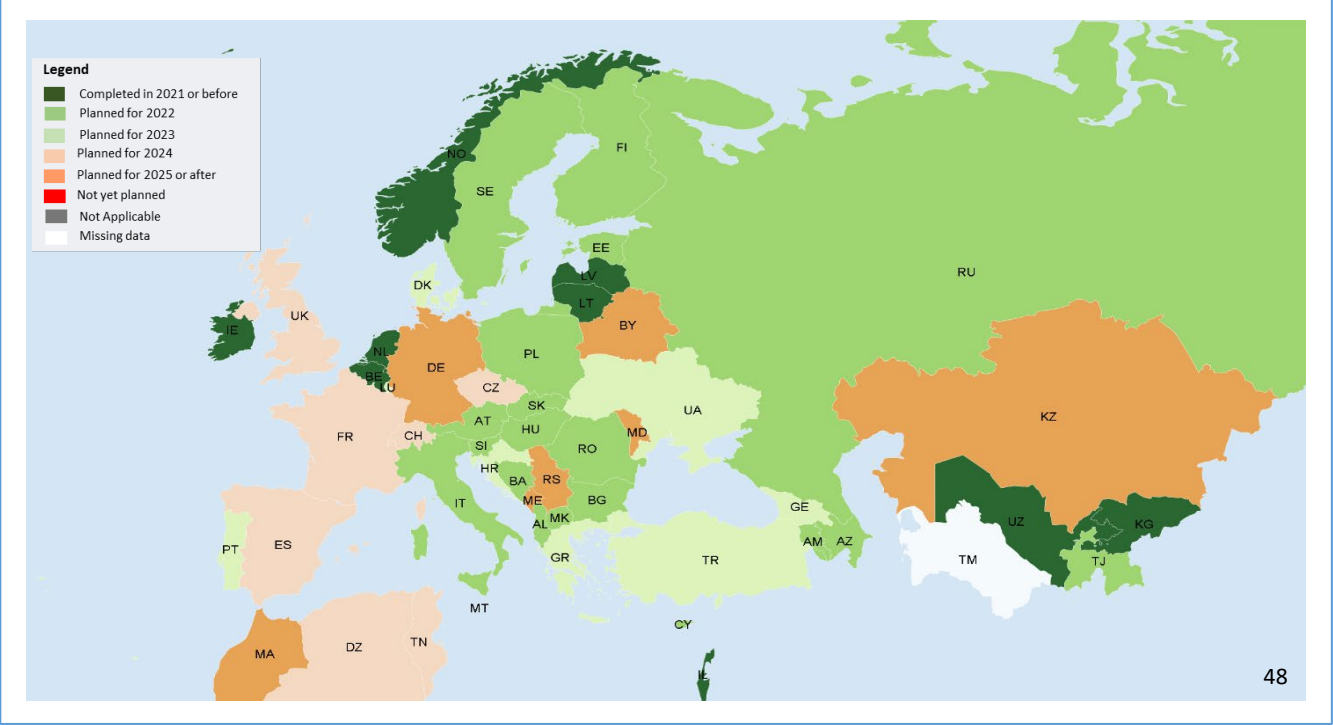 Legend
Completed in 2021 or before
Planned for 2022
Planned for 2023
Planned for 2024
Planned for 2025 or after
Not yet planned
Not Applicable
Missing data
NO
FI
SE
EE
RU
LV
DK
LT
UK
IE
BY
NL
PL
DE
BE
LU
CZ
SK
UA
KZ
AT
FR
CH
HU
MD
SI
RO
HR
BA
RS
IT
ME
BG
GE
MK
AL
UZ
KG
PT
ES
AM
AZ
GR
TR
TM
TJ
MT
CY
DZ
TN
MA
IL
48